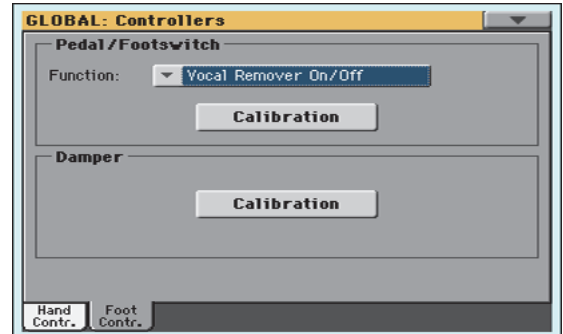 GLOBAL: Controllers
Pedal/Footswitch
Function: Vocal Remover On/Off
Calibration
Damper
Calibration
Hand Contr. Foot Contr.